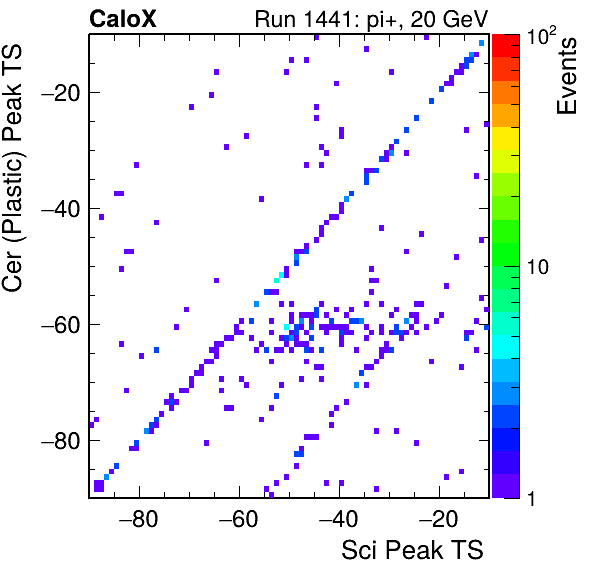 CaloX Run 1441: pi+, 20 GeV
Cer (Plastic) Peak TS
−20
−40
−60
−80
−80 −60 −40 −20
Sci Peak TS
10²
10
1
Events